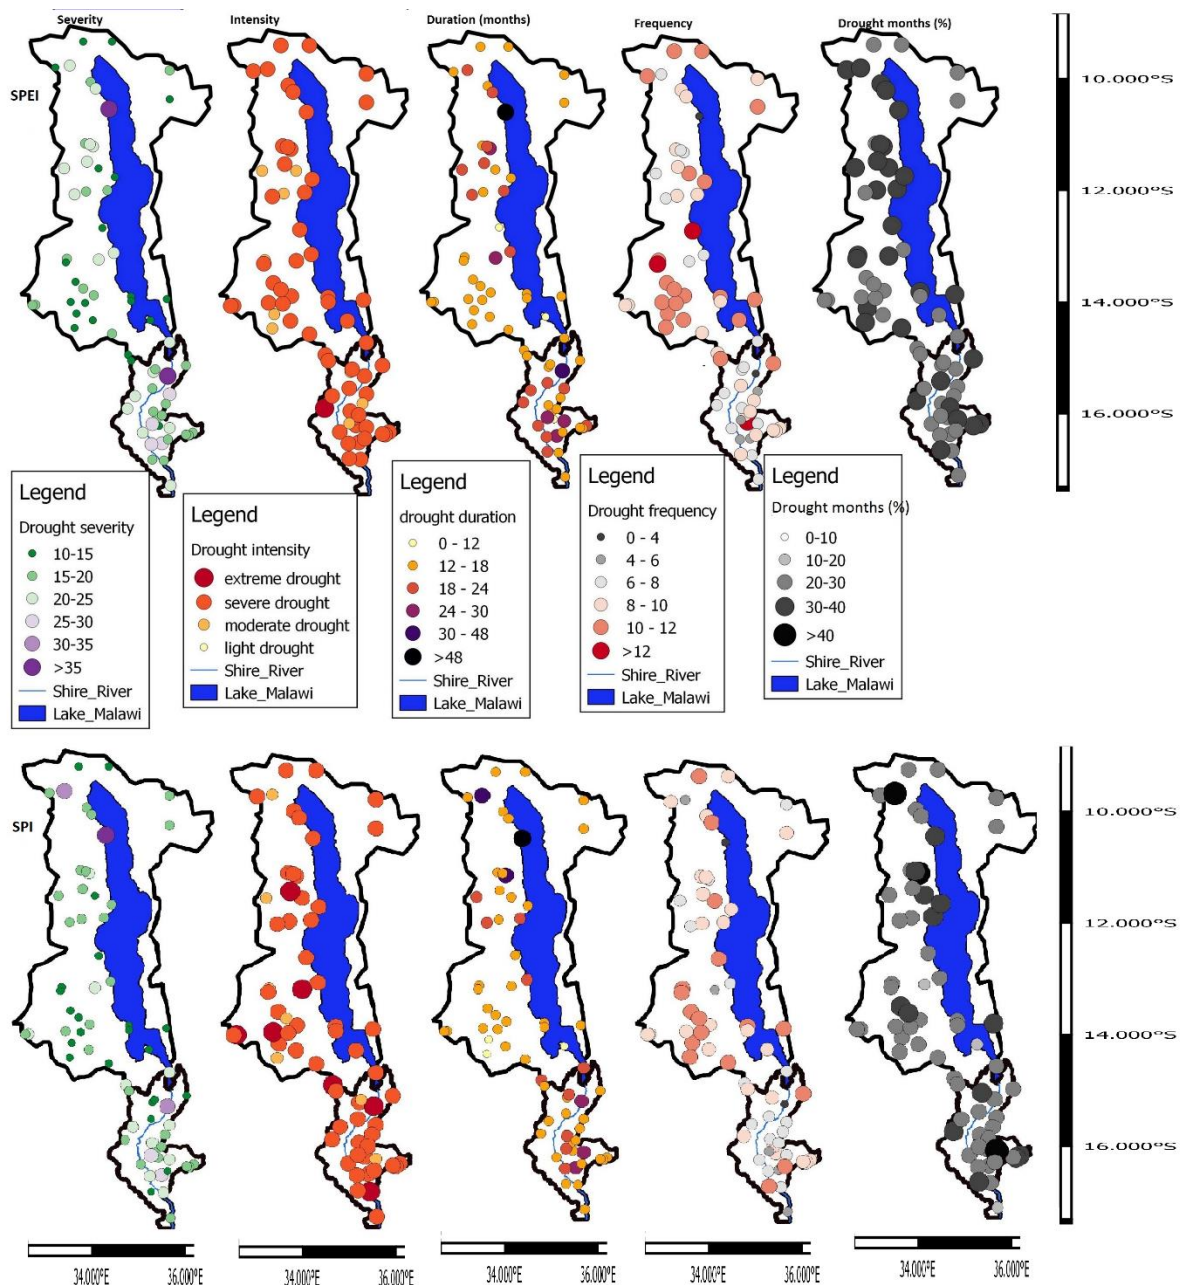 Severity
Intensity
Duration (months)
Frequency
Drought months (%)
SPEI
10.000°S
12.000°S
14.000°S
16.000°S
Legend
Drought severity
10-15
15-20
20-25
25-30
30-35
>35
Shire_River
Lake_Malawi
Legend
Drought intensity
extreme drought
severe drought
moderate drought
light drought
Shire_River
Lake_Malawi
Legend
drought duration
0 - 12
12 - 18
18 - 24
24 - 30
30 - 48
>48
Shire_River
Lake_Malawi
Legend
Drought frequency
0 - 4
4 - 6
6 - 8
8 - 10
10 - 12
>12
Shire_River
Lake_Malawi
Legend
Drought months (%)
0-10
10-20
20-30
30-40
>40
Shire_River
Lake_Malawi
SPI
10.000°S
12.000°S
14.000°S
16.000°S
34.000°E
36.000°E
34.000°E
36.000°E
34.000°E
36.000°E
34.000°E
36.000°E
34.000°E
36.000°E